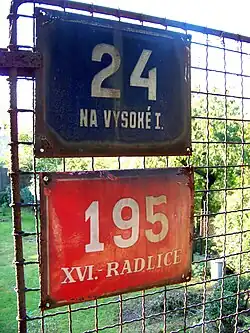 24
NA VYSOKÉ I.
195
XVI.-RADLICE